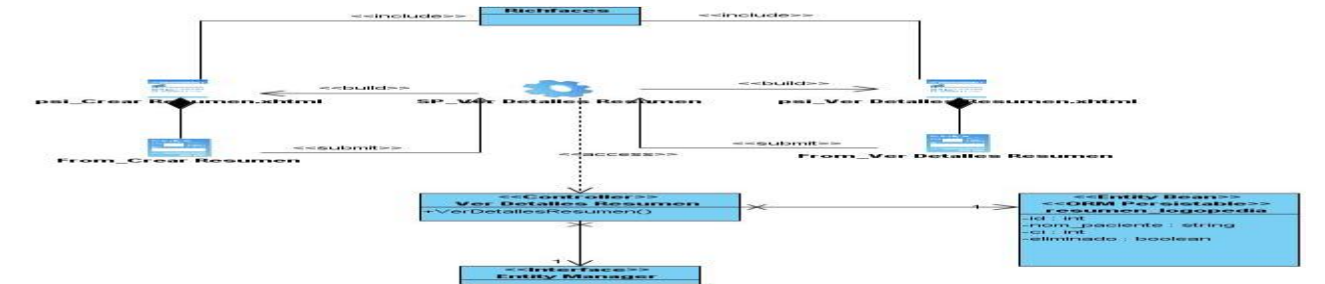 Richfaces
<<include>>
<<include>>
<<build>>
<<build>>
psi_Crear Resumen.xhtml
SP_Ver Detalles Resumen
psi_Ver Detalles Resumen.xhtml
<<submit>>
<<submit>>
From_Crear Resumen
<<access>>
From_Ver Detalles Resumen
<<Controller>>
Ver Detalles Resumen
+VerDetallesResumen()
1
<<Entity Bean>>
<<ORM Persistable>>
resumen_logopedia
-id : int
-nom_paciente : string
-ci : int
-eliminado : boolean
1
<<Interface>>
Entity Manager